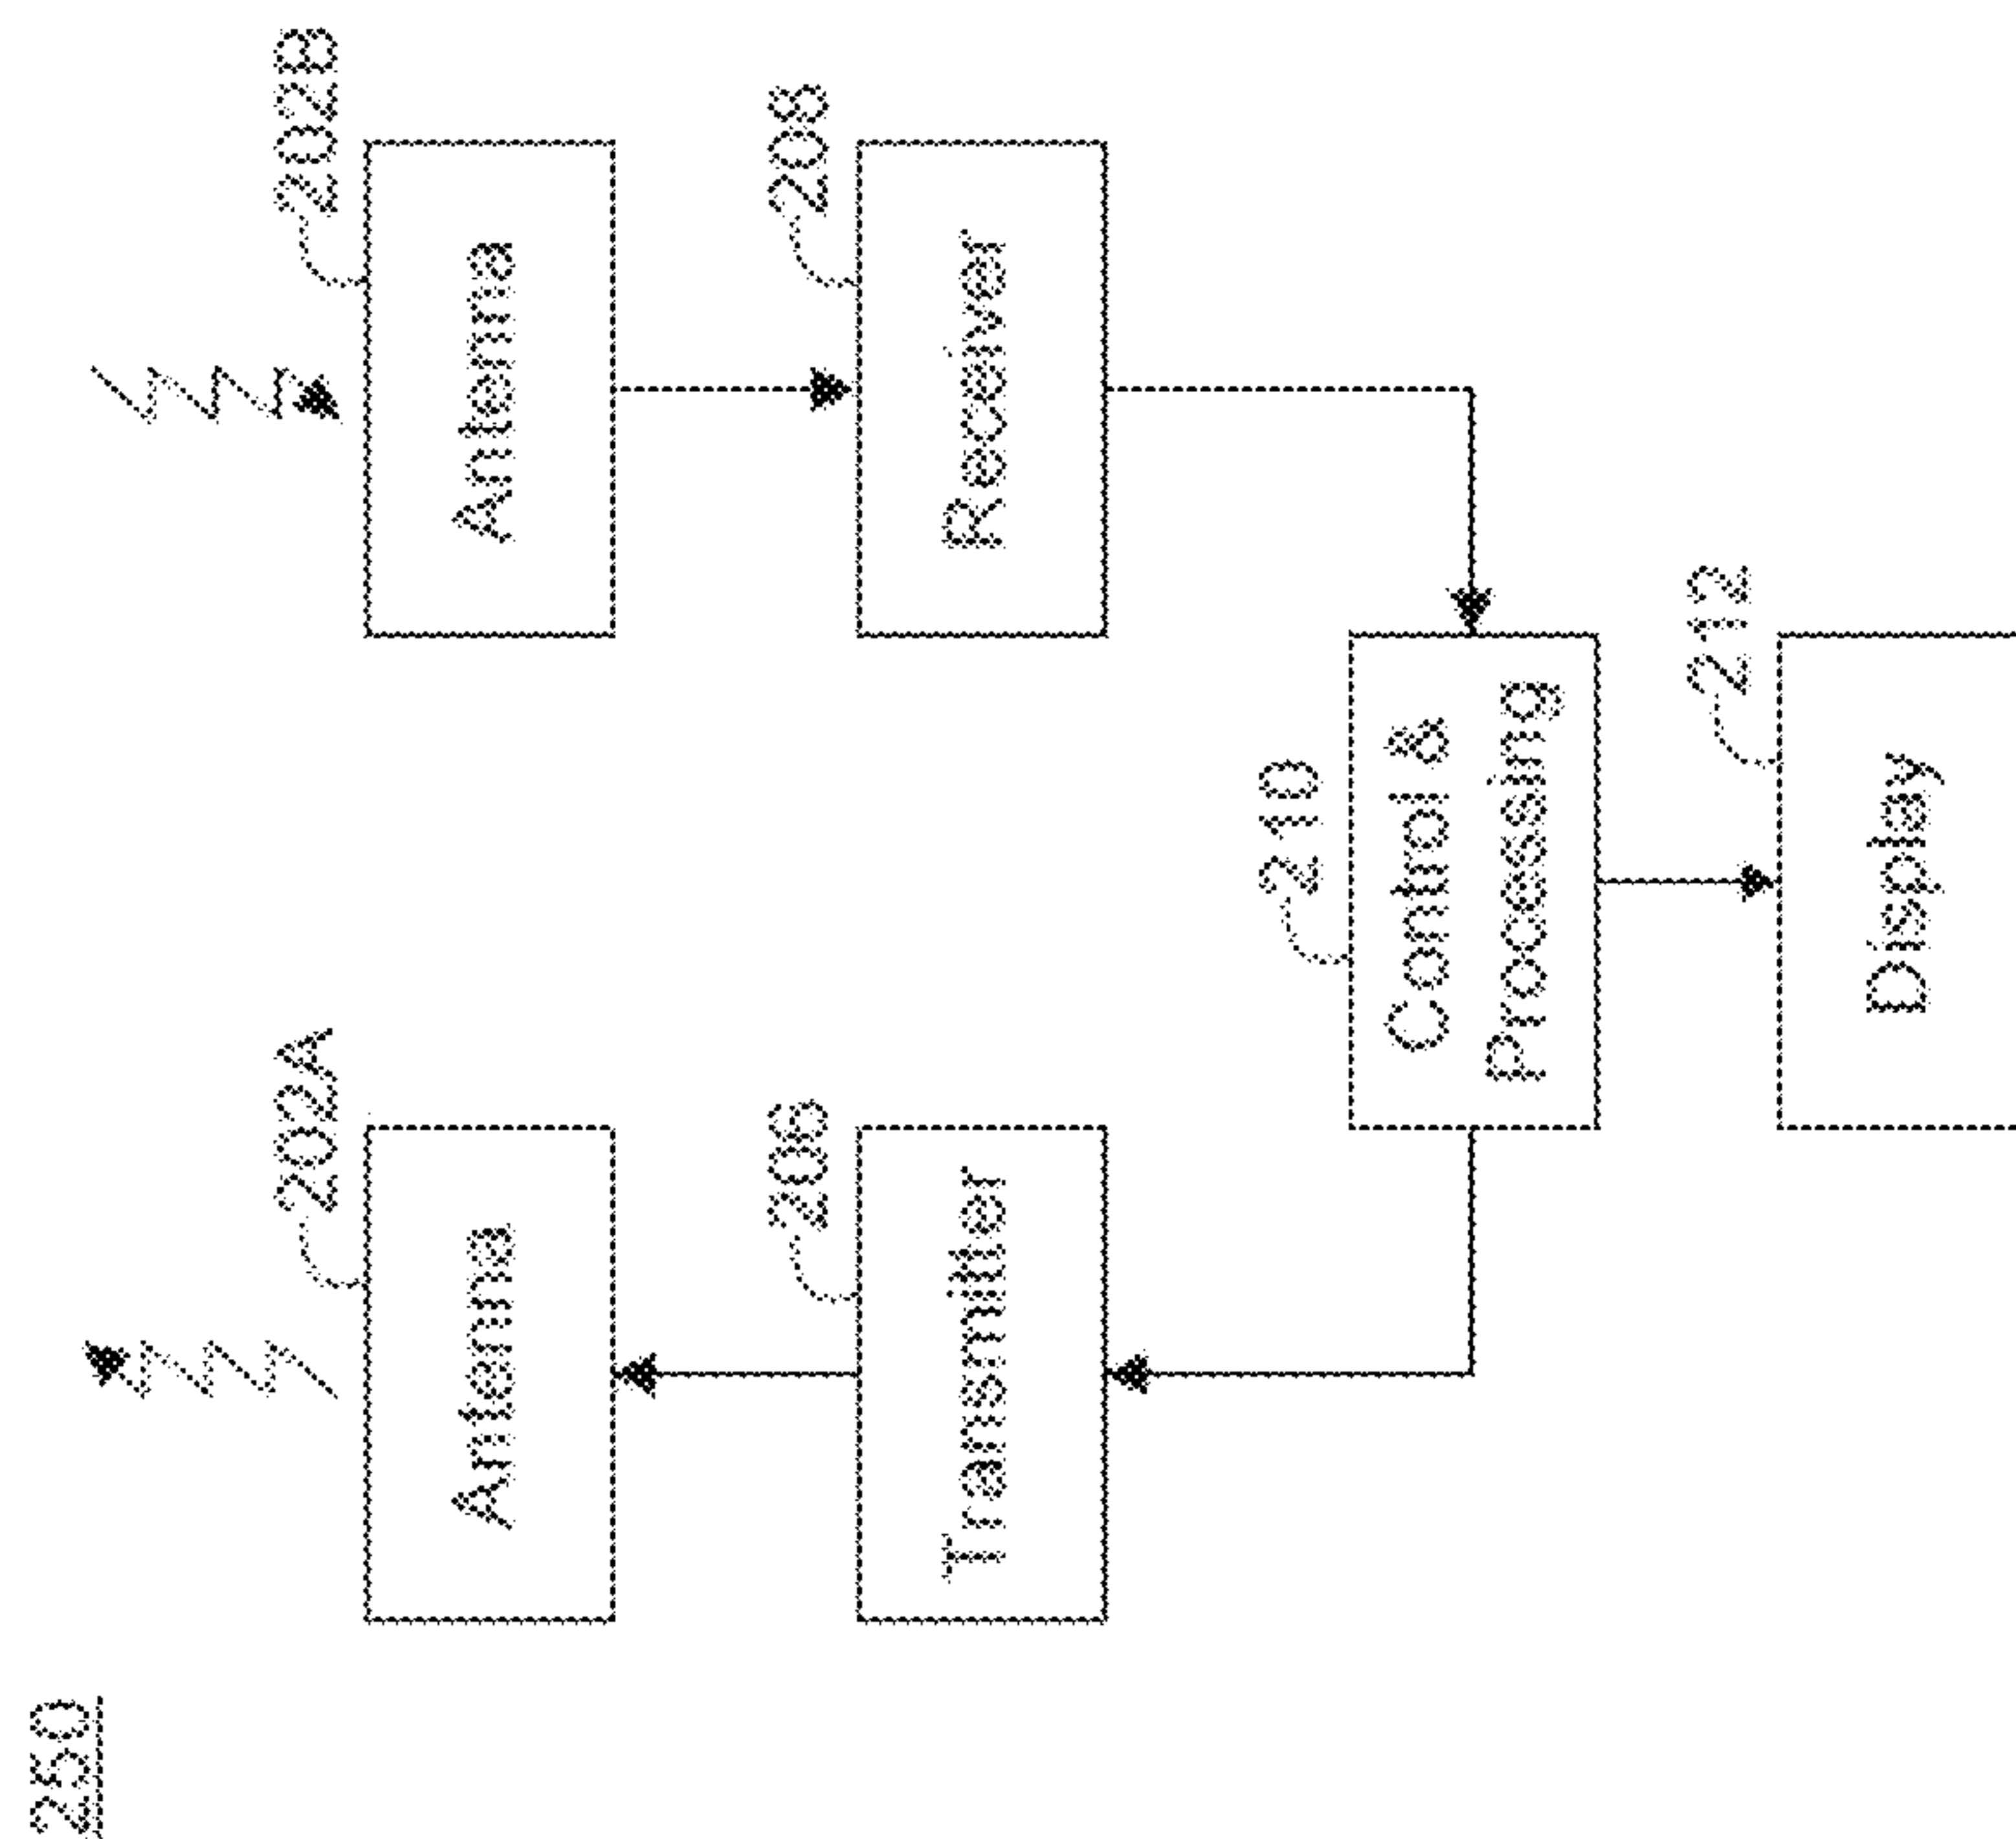 250
202A
Antenna
202B
Antenna
206
Transmitter
208
Receiver
210
Control &
Processing
212
Display